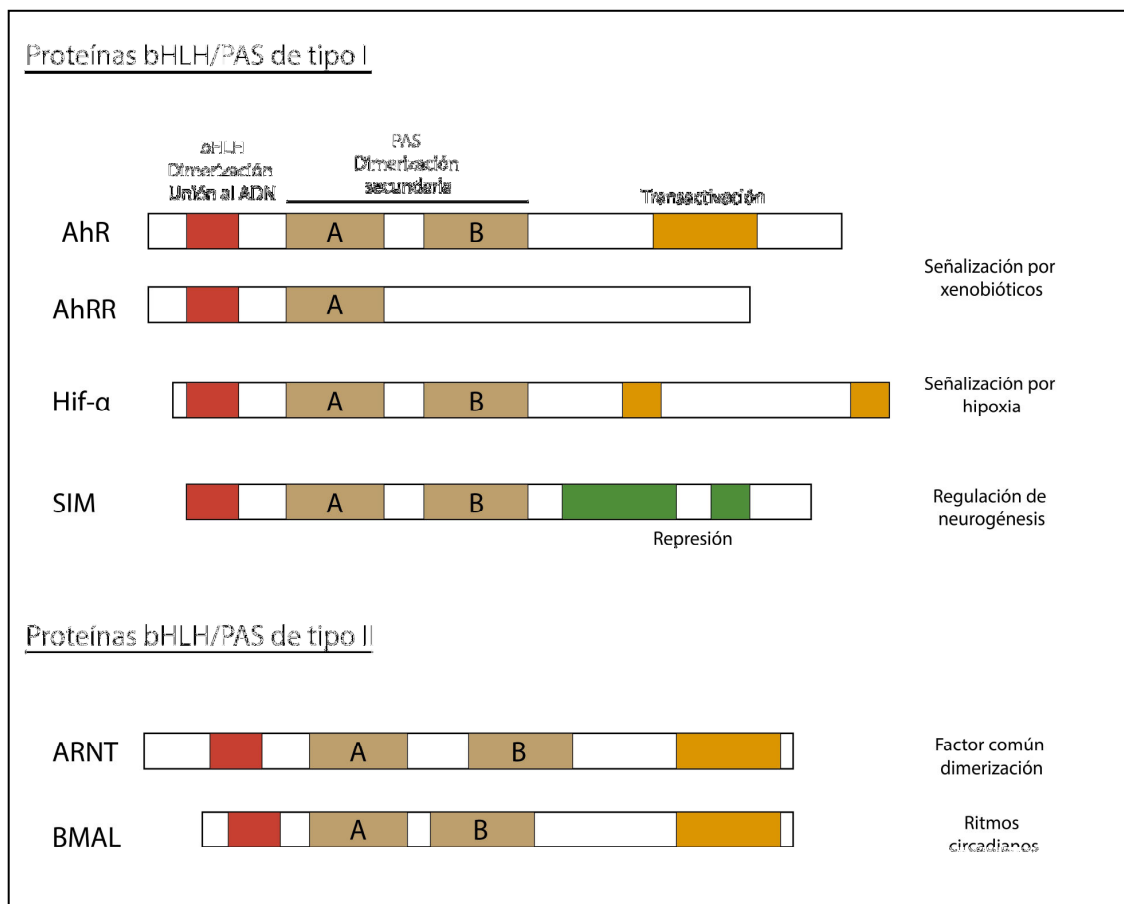 Proteínas bHLH/PAS de tipo I
bHLH
Dimerización
Unión al ADN
PAS
Dimerización
secundaria
Transactivación
AhR
A
B
Señalización por
xenobióticos
AhRR
A
Hif-α
A
B
Señalización por
hipoxia
SIM
A
B
Represión
Regulación de
neurogénesis
Proteínas bHLH/PAS de tipo II
ARNT
A
B
Factor común
dimerización
BMAL
A
B
Ritmos
circadianos